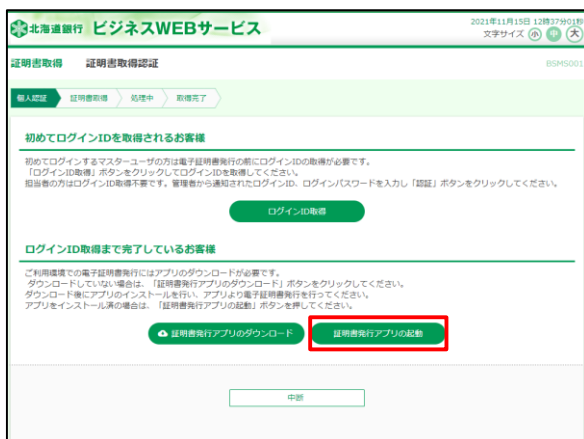 北海道銀行 ビジネスWEBサービス
2021年11月15日 12時37分01秒
文字サイズ 小 中 大
証明書取得 証明書取得認証
BSMS001
個人認証 証明書取得 処理中 取得完了
初めてログインIDを取得されるお客様
初めてログインするマスターユーザの方は電子証明書発行の前にログインIDの取得が必要です。
「ログインID取得」ボタンをクリックしてログインIDを取得してください。
担当者の方はログインID取得不要です。管理者から通知されたログインID、ログインパスワードを入力し「認証」ボタンをクリックしてください。
ログインID取得
ログインID取得まで完了しているお客様
ご利用環境での電子証明書発行にはアプリのダウンロードが必要です。
ダウンロードしていない場合は、「証明書発行アプリのダウンロード」ボタンをクリックしてください。
ダウンロード後にアプリのインストールを行い、アプリより電子証明書発行を行ってください。
アプリをインストール済の場合は、「証明書発行アプリの起動」ボタンを押してください。
証明書発行アプリのダウンロード 証明書発行アプリの起動
中断